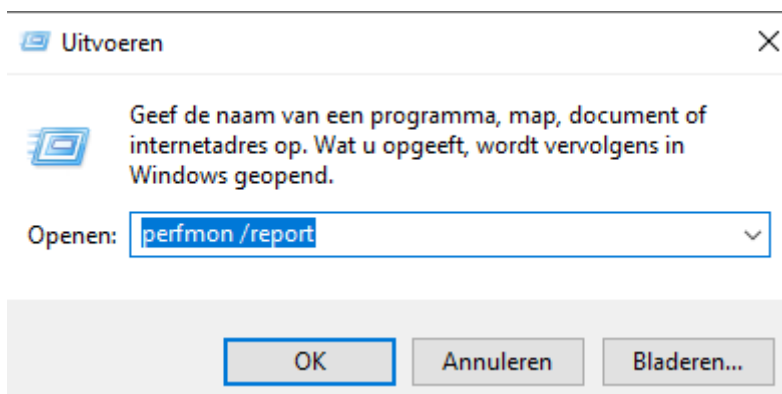 Uitvoeren
Geef de naam van een programma, map, document of
internetadres op. Wat u opgeeft, wordt vervolgens in
Windows geopend.
Openen: perfmon /report
OK Annuleren Bladeren...